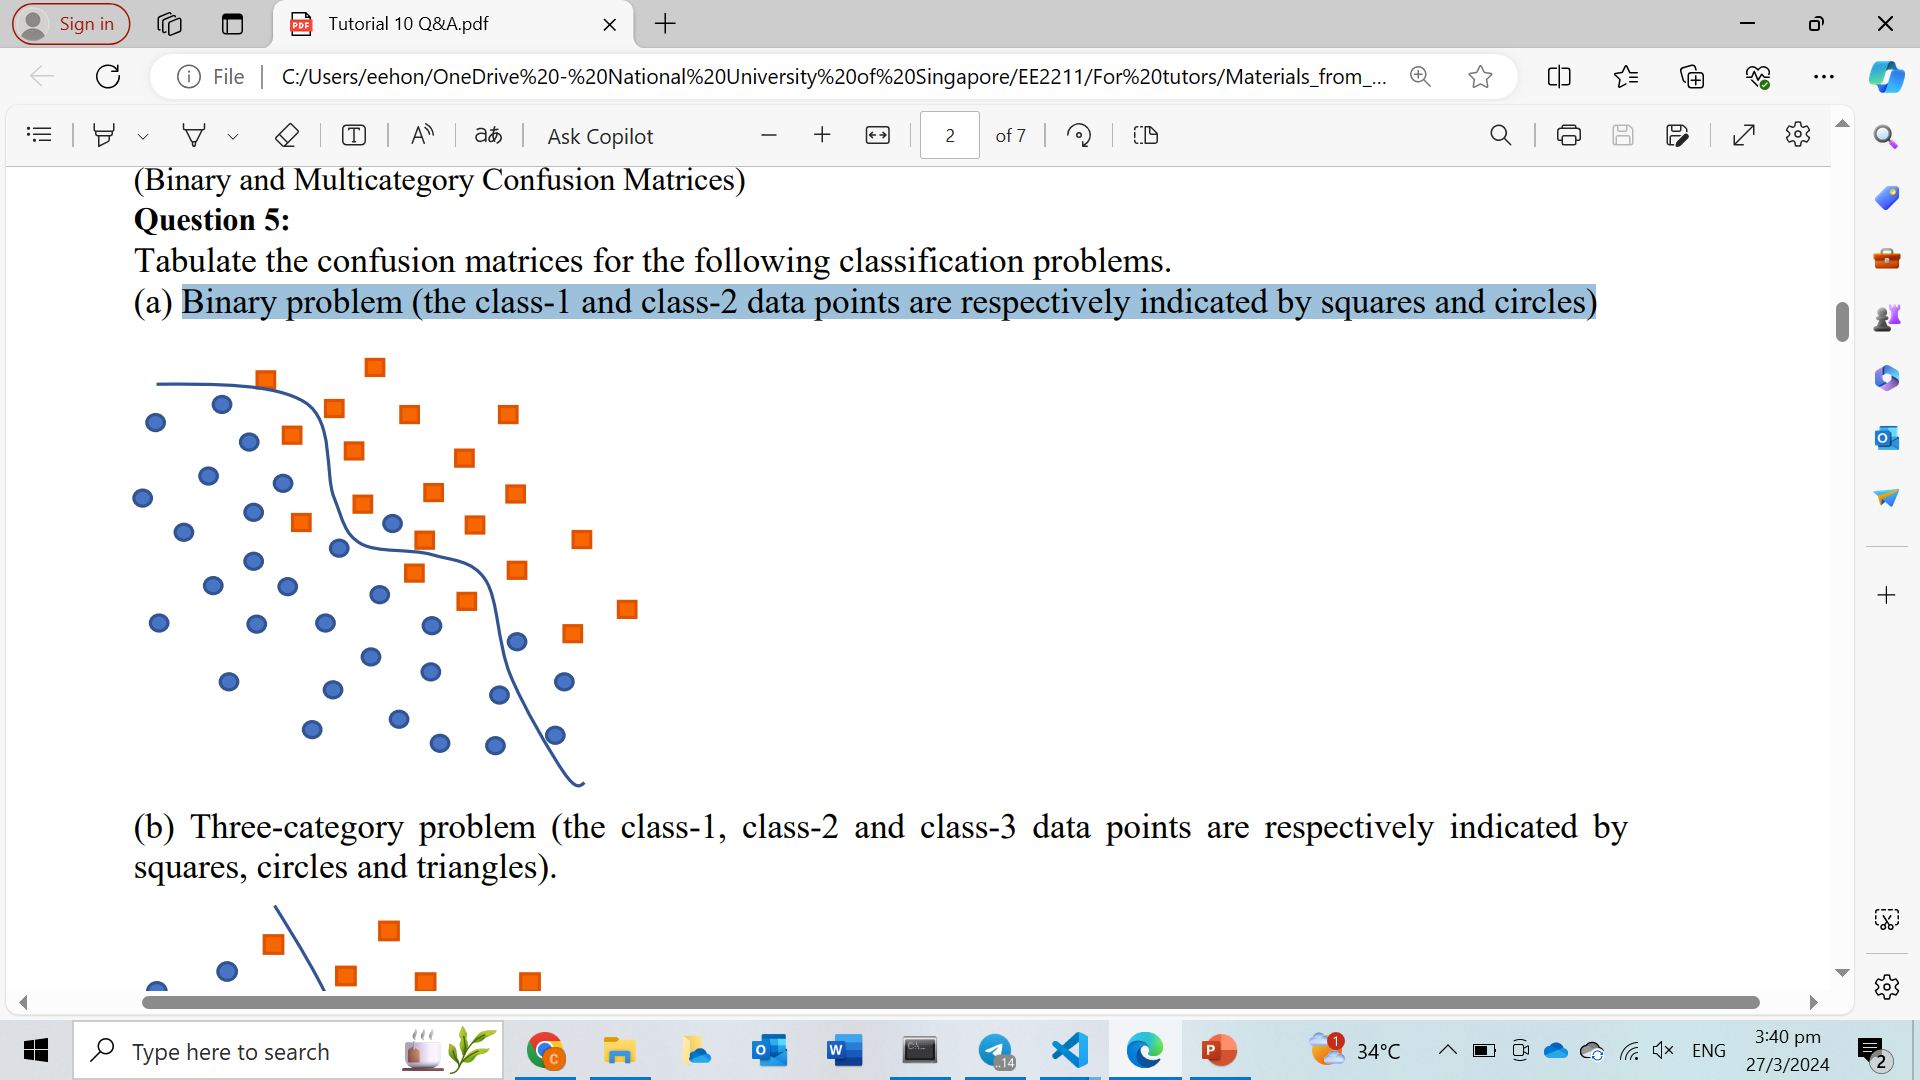 Sign in
Tutorial 10 Q&A.pdf
File
C:/Users/eehon/OneDrive%20-%20National%20University%20of%20Singapore/EE2211/For%20tutors/Materials_from_...
Ask Copilot
2 of 7
(Binary and Multicategory Confusion Matrices)
Question 5:
Tabulate the confusion matrices for the following classification problems.
(a) Binary problem (the class-1 and class-2 data points are respectively indicated by squares and circles)
(b) Three-category problem (the class-1, class-2 and class-3 data points are respectively indicated by
squares, circles and triangles).
Type here to search
..14
1
34°C
ENG
3:40 pm
27/3/2024
2